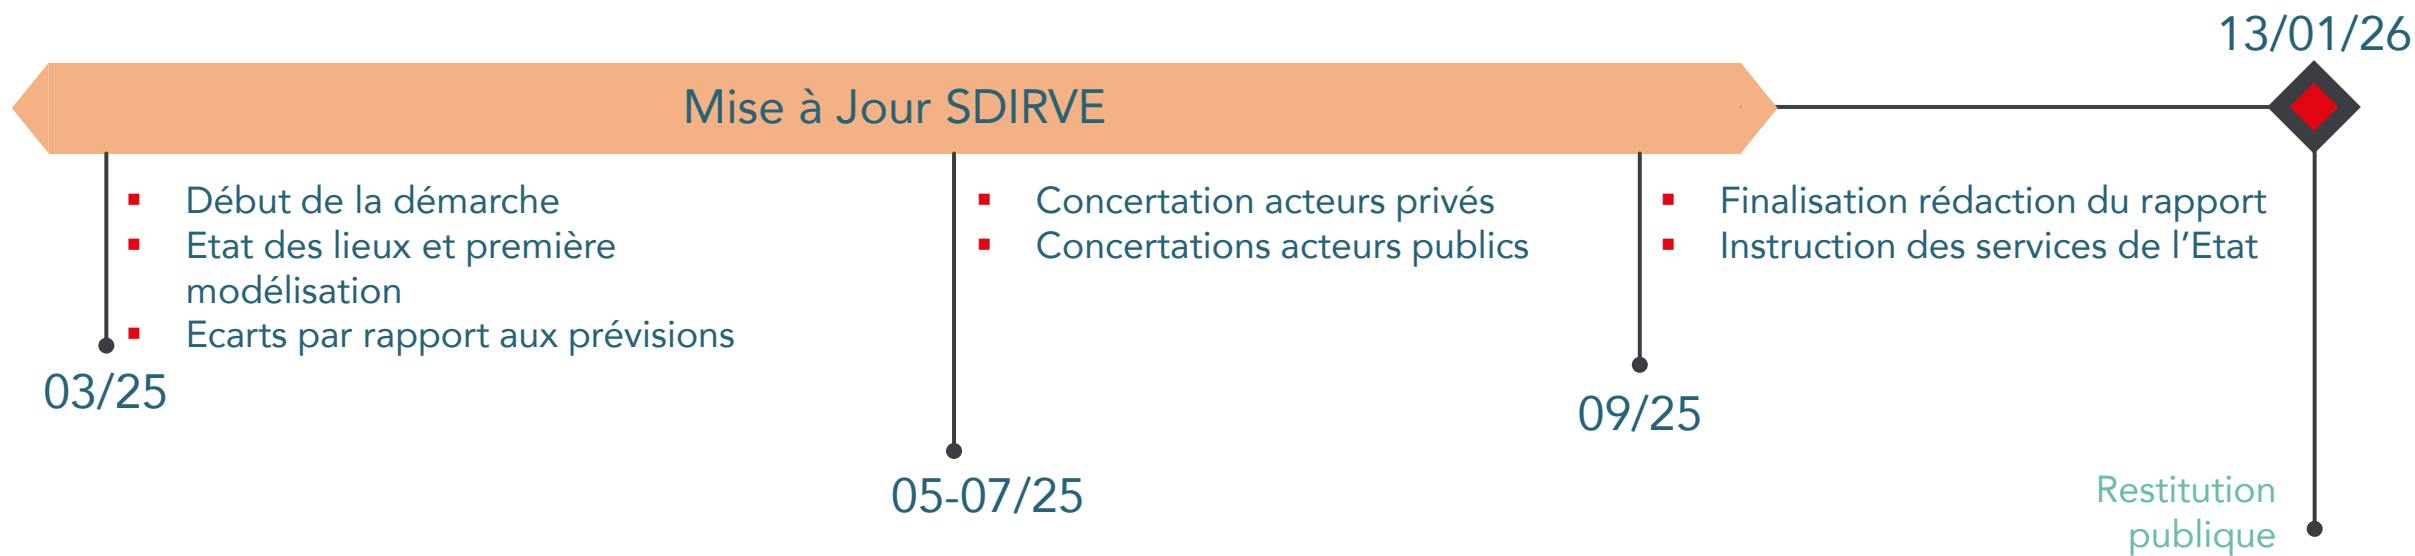 13/01/26
Mise à Jour SDIRVE
Début de la démarche
Etat des lieux et première
modélisation
Ecarts par rapport aux prévisions
03/25
Concertation acteurs privés
Concertations acteurs publics
05-07/25
Finalisation rédaction du rapport
Instruction des services de l’Etat
09/25
Restitution
publique